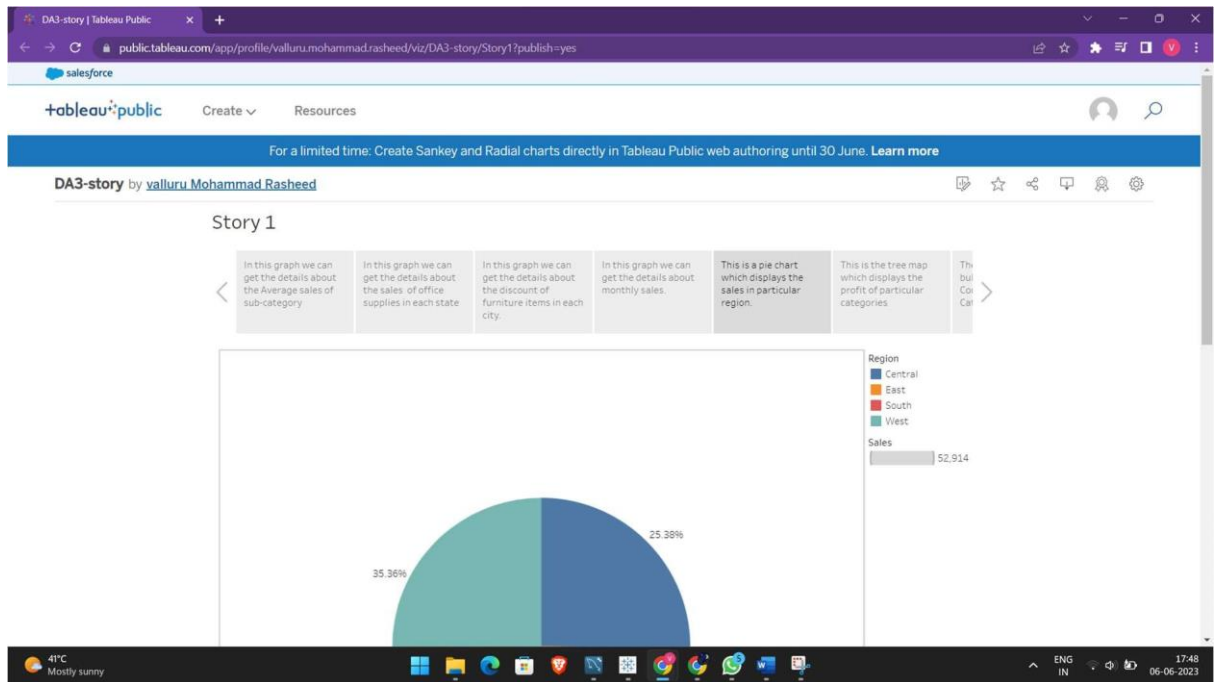 DA3-story | Tableau Public
public.tableau.com/app/profile/valluru.mohammad.rasheed/viz/DA3-story/Story1?publish=yes
V
salesforce
+ableau public
Create
Resources
For a limited time: Create Sankey and Radial charts directly in Tableau Public web authoring until 30 June. Learn more
DA3-story by valluru Mohammad Rasheed
Story 1
In this graph we can
get the details about
the Average sales of
sub-category
In this graph we can
get the details about
the sales of office
supplies in each state
In this graph we can
get the details about
the discount of
furniture items in each
city.
In this graph we can
get the details about
monthly sales.
This is a pie chart
which displays the
sales in particular
region.
This is the tree map
which displays the
profit of particular
categories.
Region
Central
East
South
West
Sales
52,914
25.38%
35.36%
41°C
Mostly sunny
ENG
IN
17:48
06-06-2023